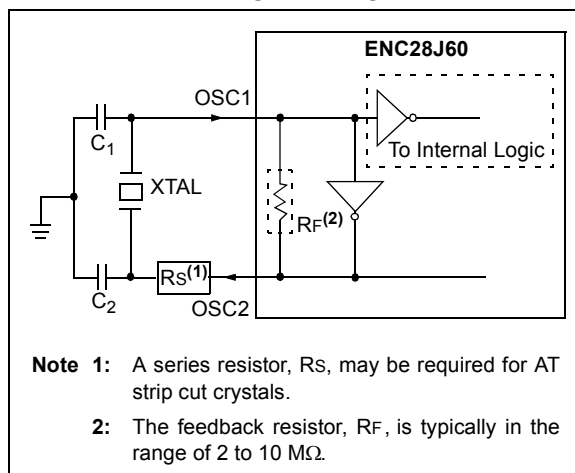 ENC28J60
OSC1
To Internal Logic
C1
XTAL
RF(2)
C2
RS(1)
OSC2
Note 1: A series resistor, RS, may be required for AT
strip cut crystals.
2: The feedback resistor, RF, is typically in the
range of 2 to 10 MΩ.